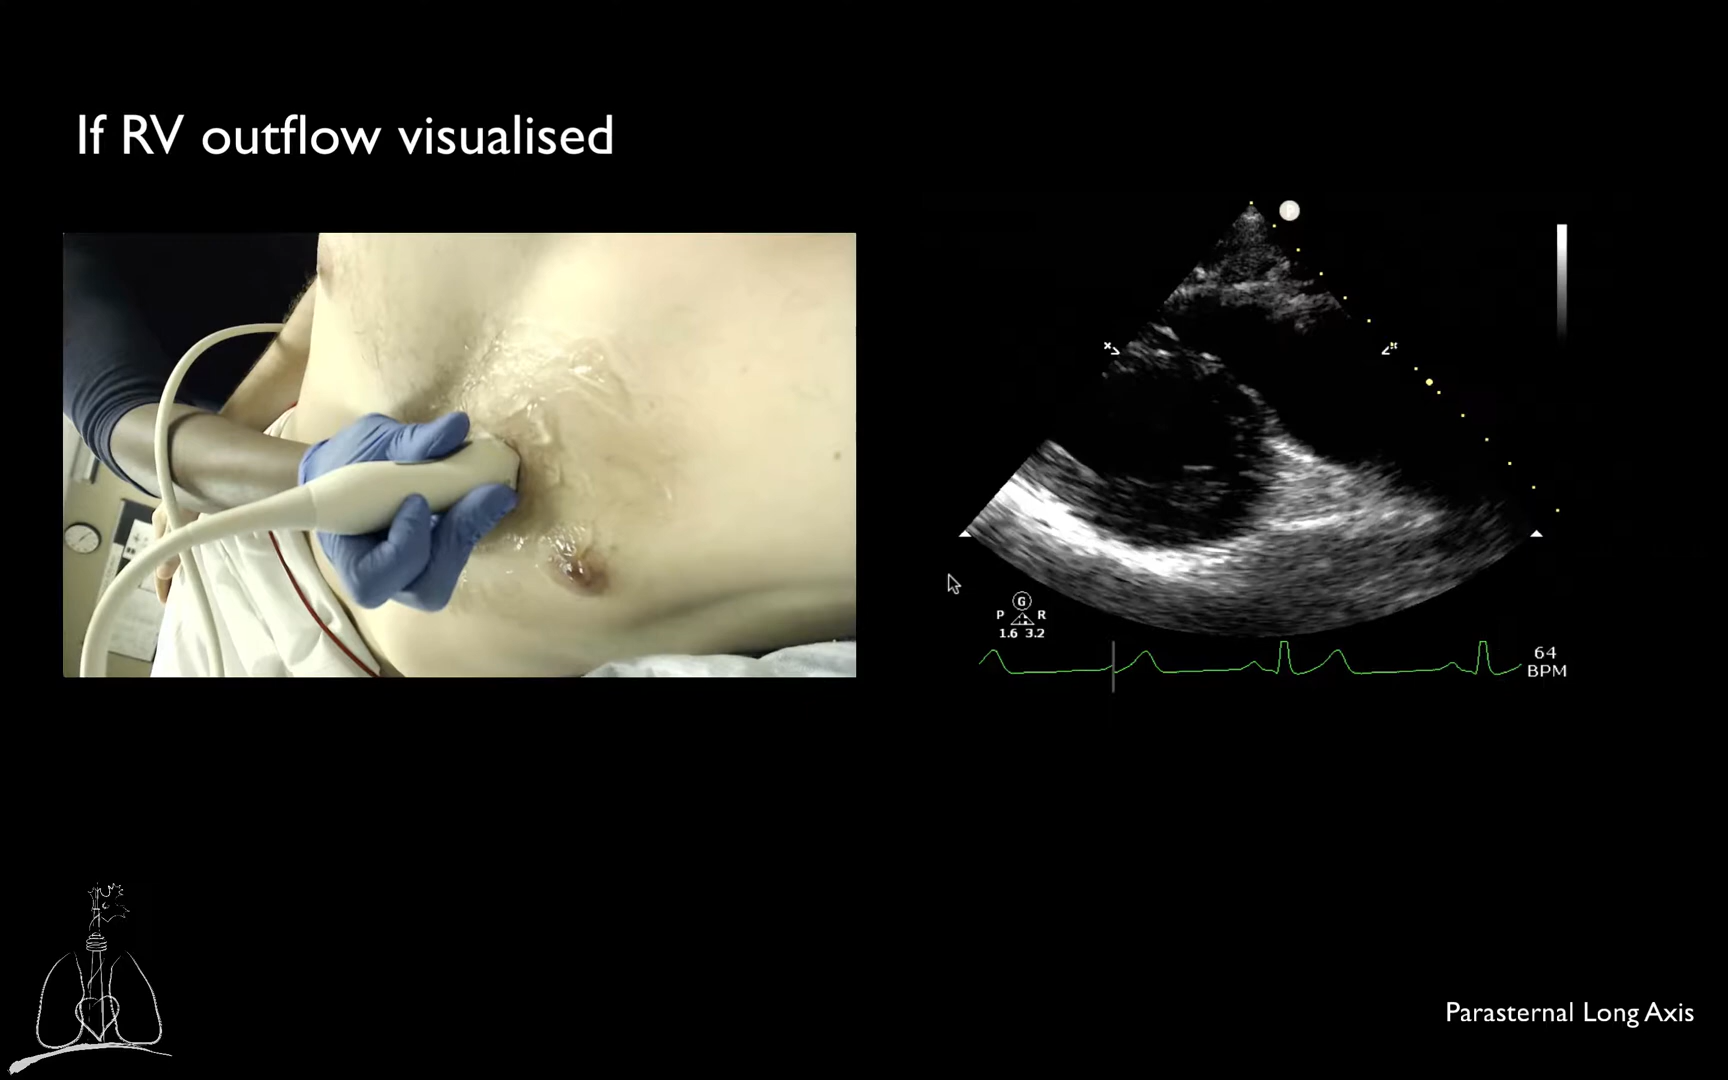 If RV outflow visualised
G
P R
1.6 3.2
64
BPM
Parasternal Long Axis